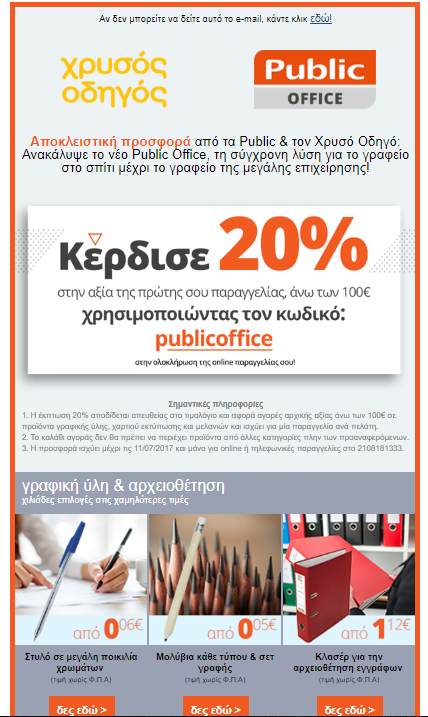 Αν δεν μπορείτε να δείτε αυτό το e-mail, κάντε κλικ εδώ!
χρυσός
οδηγός
Public
OFFICE
Αποκλειστική προσφορά από τα Public & τον Χρυσό Οδηγό:
Ανακάλυψε το νέο Public Office, τη σύγχρονη λύση για το γραφείο
στο σπίτι μέχρι το γραφείο της μεγάλης επιχείρησης!
Κέρδισε 20%
στην αξία της πρώτης σου παραγγελίας, άνω των 100€
χρησιμοποιώντας τον κωδικό:
publicoffice
στην ολοκλήρωση της online παραγγελίας σου!
Σημαντικές πληροφορίες
1. Η έκπτωση 20% αποδίδεται απευθείας στο τιμολόγιο και αφορά αγορές αρχικής αξίας άνω των 100€ σε
προϊόντα γραφικής ύλης, χαρτιού εκτύπωσης και μελανιών και ισχύει για μία παραγγελία ανά πελάτη.
2. Το καλάθι αγοράς δεν θα πρέπει να περιέχει προϊόντα από άλλες κατηγορίες πλην των προαναφερόμενων.
3. Η προσφορά ισχύει μέχρι τις 11/07/2017 και μόνο για online ή τηλεφωνικές παραγγελίες στο 2108181333.
γραφική ύλη & αρχειοθέτηση
χιλιάδες επιλογές στις χαμηλότερες τιμές
από 006€
από 005€
από 112€
Στυλό σε μεγάλη ποικιλία
χρωμάτων
(τιμή χωρίς Φ.Π.Α)
Μολύβια κάθε τύπου & σετ
γραφής
(τιμή χωρίς Φ.Π.Α)
Κλασέρ για την
αρχειοθέτηση εγγράφων
(τιμή χωρίς Φ.Π.Α)
δες εδώ >
δες εδώ >
δες εδώ >